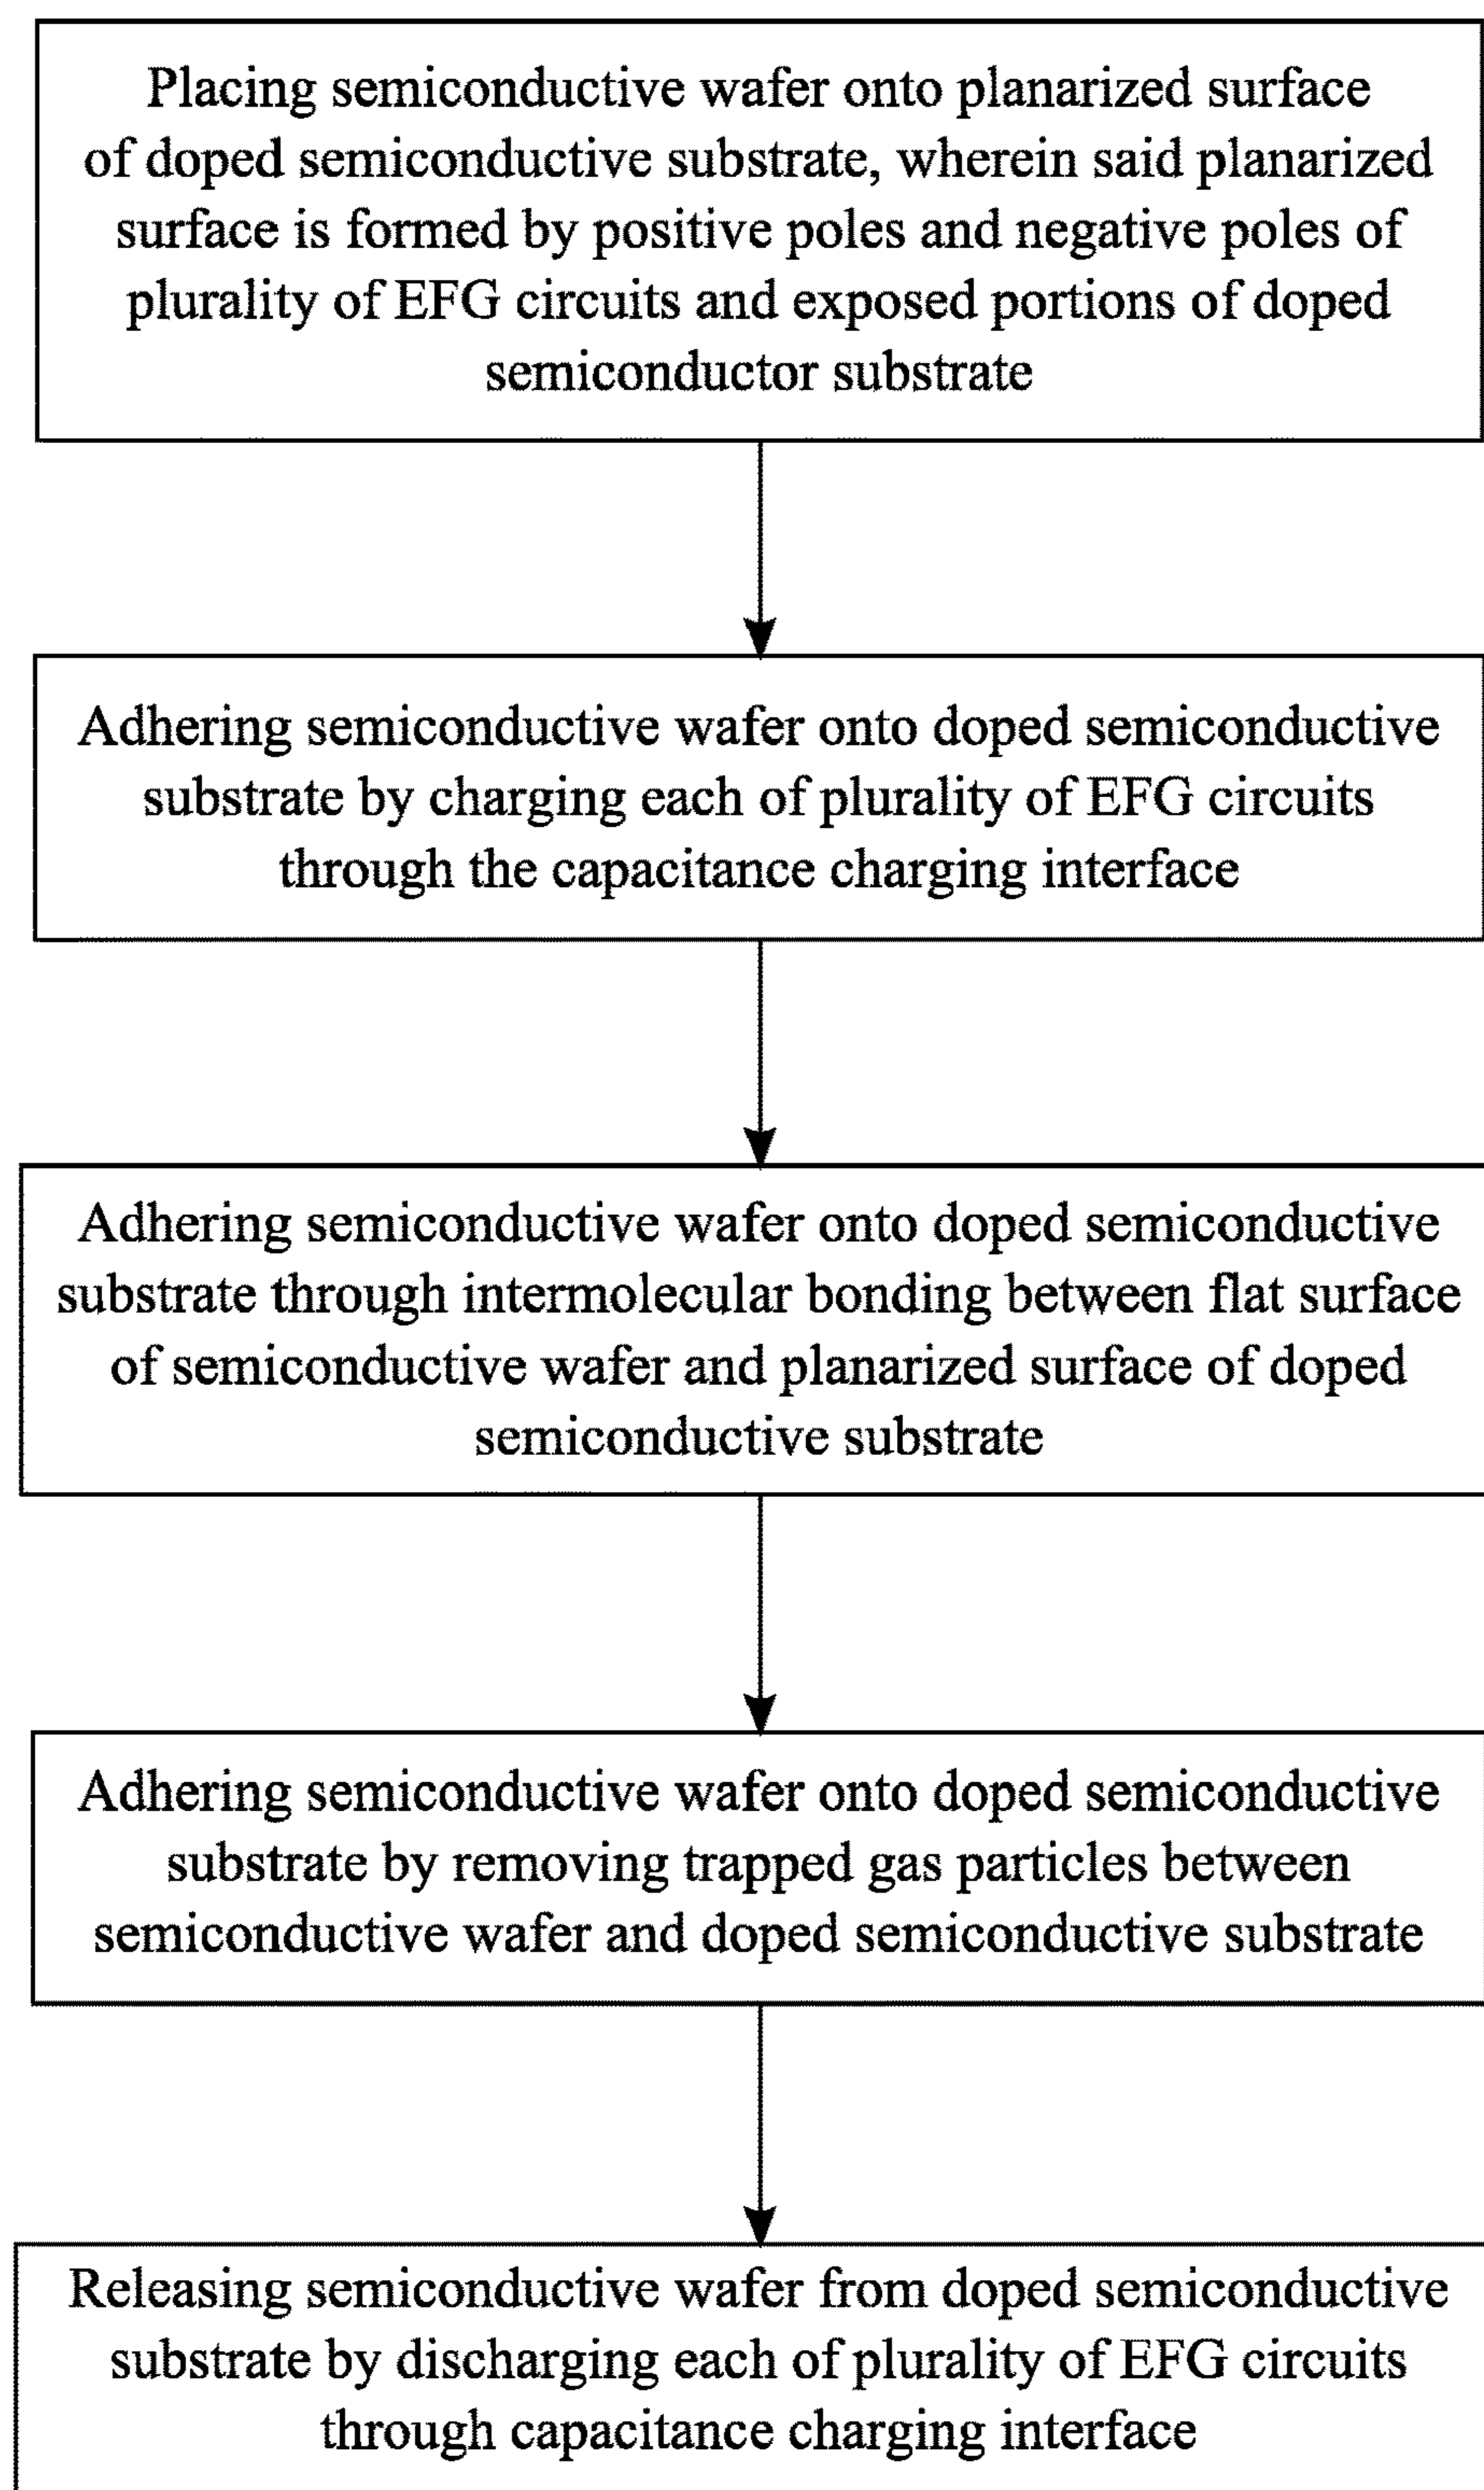 Placing semiconductive wafer onto planarized surface
of doped semiconductive substrate, wherein said planarized
surface is formed by positive poles and negative poles of
plurality of EFG circuits and exposed portions of doped
semiconductor substrate
Adhering semiconductive wafer onto doped semiconductive
substrate by charging each of plurality of EFG circuits
through the capacitance charging interface
Adhering semiconductive wafer onto doped semiconductive
substrate through intermolecular bonding between flat surface
of semiconductive wafer and planarized surface of doped
semiconductive substrate
Adhering semiconductive wafer onto doped semiconductive
substrate by removing trapped gas particles between
semiconductive wafer and doped semiconductive substrate
Releasing semiconductive wafer from doped semiconductive
substrate by discharging each of plurality of EFG circuits
through capacitance charging interface